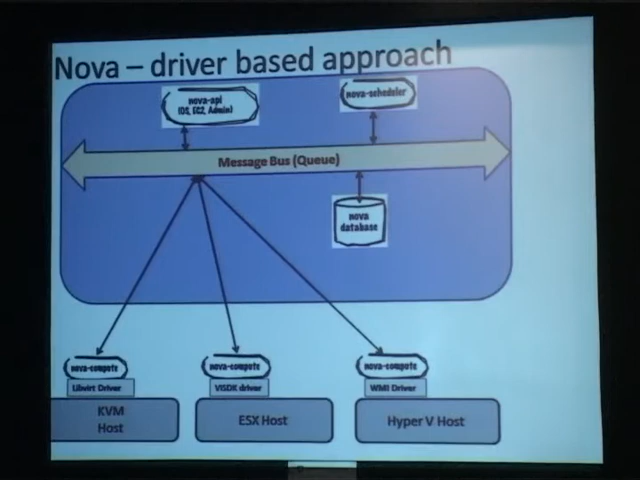 Nova – driver based approach
nova-api
(OS, EC2, Admin)
nova-scheduler
Message Bus (Queue)
nova
database
nova-compute
nova-compute
nova-compute
Libvirt Driver
VISDK driver
WMI Driver
KVM
Host
ESX Host
Hyper V Host